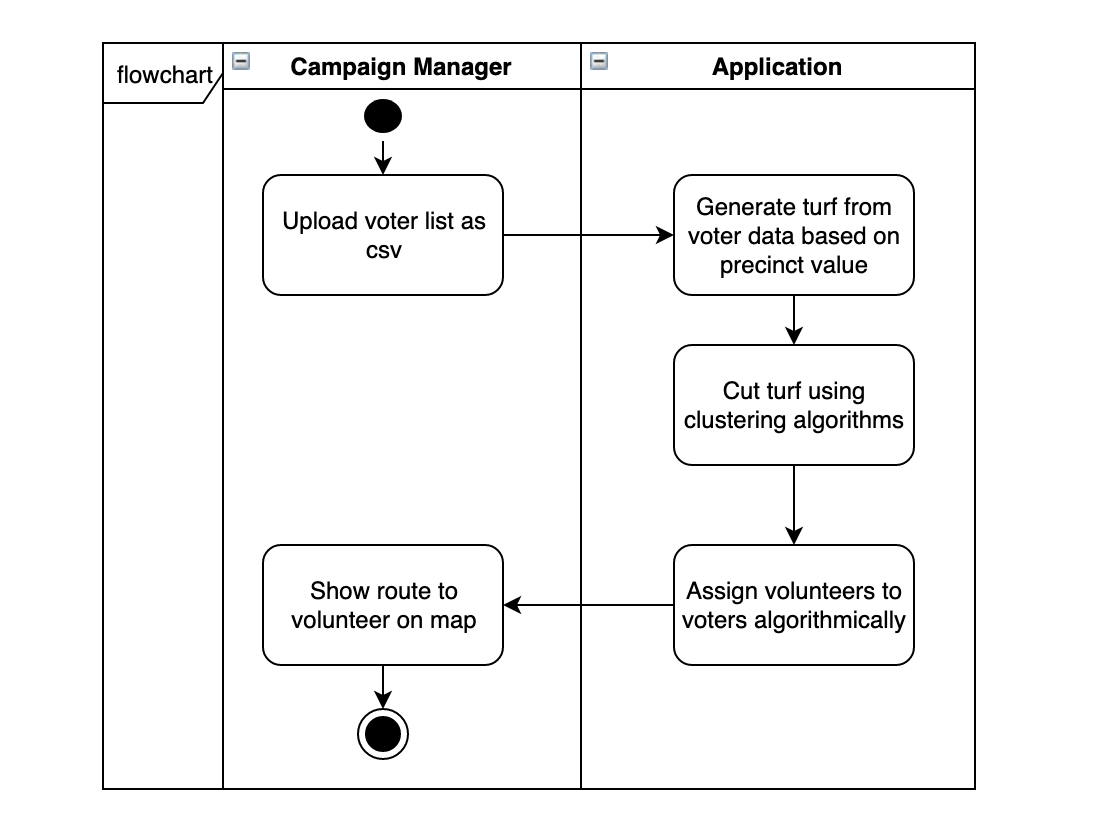 flowchart
Campaign Manager
Application
Upload voter list as
csv
Generate turf from
voter data based on
precinct value
Cut turf using
clustering algorithms
Assign volunteers to
voters algorithmically
Show route to
volunteer on map